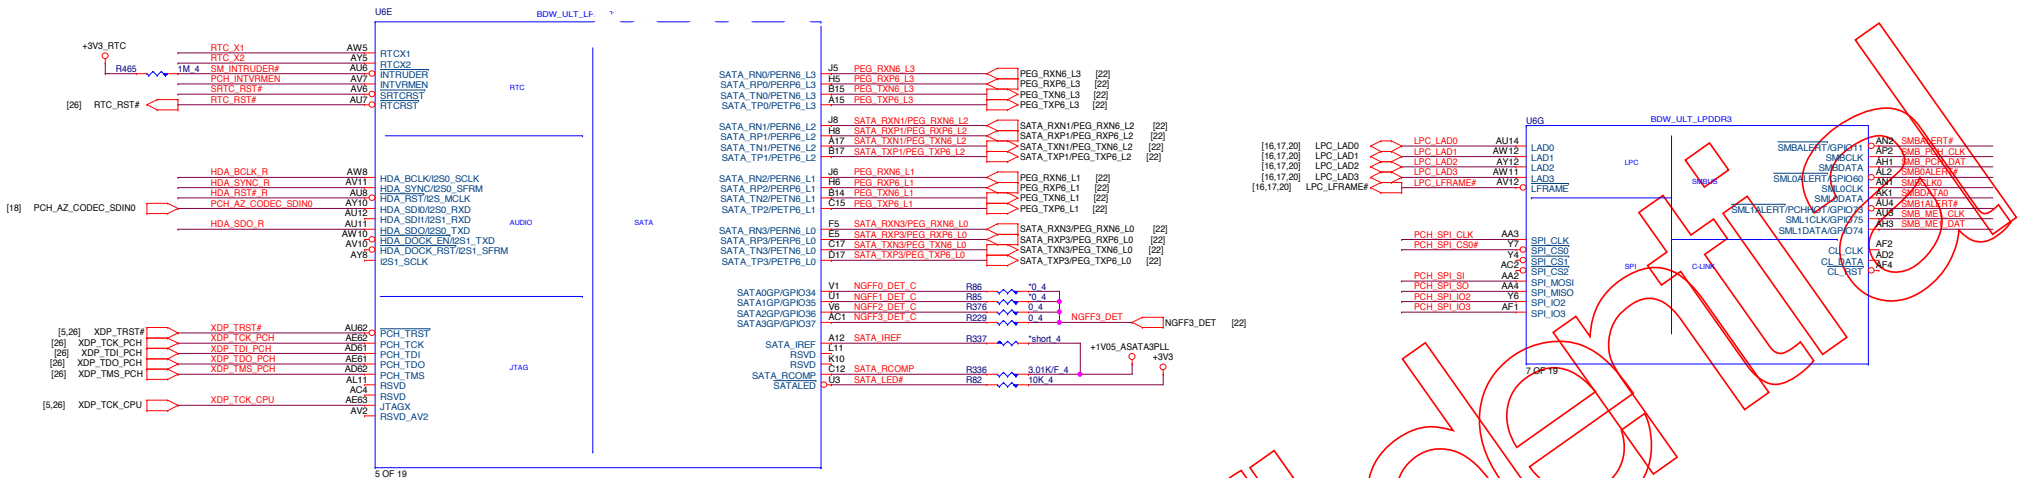 U6E
BDW_ULT_LP
+3V3_RTC
R465 1M_4
RTC_X1 AW5 RTCX1
RTC_X2 AY5 RTCX2
SM_INTRUDER# AU6 INTRUDER
PCH_INTVRMEN AV7 INTVRMEN
SRTC_RST# AV6 SRTCRST
[26] RTC_RST# RTC_RST# AU7 RTCRST
RTC
HDA_BCLK_R AW8 HDA_BCLK/I2S0_SCLK
HDA_SYNC_R AV11 HDA_SYNC/I2S0_SFRM
HDA_RST#_R AU8 HDA_RST/I2S_MCLK
[18] PCH_AZ_CODEC_SDIN0 PCH_AZ_CODEC_SDIN0 AY10 HDA_SDI0/I2S0_RXD
AU12 HDA_SDI1/I2S1_RXD
HDA_SDO_R AU11 HDA_SDO/I2S0_TXD
AW10 HDA_DOCK_EN/I2S1_TXD
AV10 HDA_DOCK_RST/I2S1_SFRM
AY8 I2S1_SCLK
AUDIO
SATA
[5,26] XDP_TRST# XDP_TRST# AU62 PCH_TRST
[26] XDP_TCK_PCH XDP_TCK_PCH AE62 PCH_TCK
[26] XDP_TDI_PCH XDP_TDI_PCH AD61 PCH_TDI
[26] XDP_TDO_PCH XDP_TDO_PCH AE61 PCH_TDO
[26] XDP_TMS_PCH XDP_TMS_PCH AD62 PCH_TMS
AL11 RSVD
AC4 RSVD
[5,26] XDP_TCK_CPU XDP_TCK_CPU AE63 JTAGX
AV2 RSVD_AV2
JTAG
5 OF 19
SATA_RN0/PERN6_L3 J5 PEG_RXN6_L3 PEG_RXN6_L3 [22]
SATA_RP0/PERP6_L3 H5 PEG_RXP6_L3 PEG_RXP6_L3 [22]
SATA_TN0/PETN6_L3 B15 PEG_TXN6_L3 PEG_TXN6_L3 [22]
SATA_TP0/PETP6_L3 A15 PEG_TXP6_L3 PEG_TXP6_L3 [22]
SATA_RN1/PERN6_L2 J8 SATA_RXN1/PEG_RXN6_L2 SATA_RXN1/PEG_RXN6_L2 [22]
SATA_RP1/PERP6_L2 H8 SATA_RXP1/PEG_RXP6_L2 SATA_RXP1/PEG_RXP6_L2 [22]
SATA_TN1/PETN6_L2 A17 SATA_TXN1/PEG_TXN6_L2 SATA_TXN1/PEG_TXN6_L2 [22]
SATA_TP1/PETP6_L2 B17 SATA_TXP1/PEG_TXP6_L2 SATA_TXP1/PEG_TXP6_L2 [22]
SATA_RN2/PERN6_L1 J6 PEG_RXN6_L1 PEG_RXN6_L1 [22]
SATA_RP2/PERP6_L1 H6 PEG_RXP6_L1 PEG_RXP6_L1 [22]
SATA_TN2/PETN6_L1 B14 PEG_TXN6_L1 PEG_TXN6_L1 [22]
SATA_TP2/PETP6_L1 C15 PEG_TXP6_L1 PEG_TXP6_L1 [22]
SATA_RN3/PERN6_L0 F5 SATA_RXN3/PEG_RXN6_L0 SATA_RXN3/PEG_RXN6_L0 [22]
SATA_RP3/PERP6_L0 E5 SATA_RXP3/PEG_RXP6_L0 SATA_RXP3/PEG_RXP6_L0 [22]
SATA_TN3/PETN6_L0 C17 SATA_TXN3/PEG_TXN6_L0 SATA_TXN3/PEG_TXN6_L0 [22]
SATA_TP3/PETP6_L0 D17 SATA_TXP3/PEG_TXP6_L0 SATA_TXP3/PEG_TXP6_L0 [22]
SATA0GP/GPIO34 V1 NGFF0_DET_C R86 *0_4
SATA1GP/GPIO35 U1 NGFF1_DET_C R85 *0_4
SATA2GP/GPIO36 V6 NGFF2_DET_C R376 0_4
SATA3GP/GPIO37 AC1 NGFF3_DET_C R229 0_4 NGFF3_DET NGFF3_DET [22]
SATA_IREF A12 SATA_IREF R337 *short_4
RSVD L11
RSVD K10
+1V05_ASATA3PLL
+3V3
SATA_RCOMP C12 SATA_RCOMP R336 3.01K/F_4
SATALED U3 SATA_LED# R82 10K_4
U6G
BDW_ULT_LPDDR3
[16,17,20] LPC_LAD0 LPC_LAD0 AU14 LAD0
[16,17,20] LPC_LAD1 LPC_LAD1 AW12 LAD1
[16,17,20] LPC_LAD2 LPC_LAD2 AY12 LAD2
[16,17,20] LPC_LAD3 LPC_LAD3 AW11 LAD3
[16,17,20] LPC_LFRAME# LPC_LFRAME# AV12 LFRAME
LPC
SMBUS
PCH_SPI_CLK AA3 SPI_CLK
PCH_SPI_CS0# Y7 SPI_CS0
Y4 SPI_CS1
AC2 SPI_CS2
PCH_SPI_SI AA2 SPI_MOSI
PCH_SPI_SO AA4 SPI_MISO
PCH_SPI_IO2 Y6 SPI_IO2
PCH_SPI_IO3 AF1 SPI_IO3
SPI
C-LINK
SMBALERT/GPIO11 AN2 SMBALERT#
SMBCLK AP2 SMB_PCH_CLK
SMBDATA AH1 SMB_PCH_DAT
SML0ALERT/GPIO60 AL2 SMB0ALERT#
SML0CLK AN1 SMBCLK0
SML0DATA AK1 SMBDATA0
SML1ALERT/PCHHOT/GPIO73 AU4 SMB1ALERT#
SML1CLK/GPIO75 AU3 SMB_ME1_CLK
SML1DATA/GPIO74 AH3 SMB_ME1_DAT
CL_CLK AF2
CL_DATA AD2
CL_RST AF4
7 OF 19